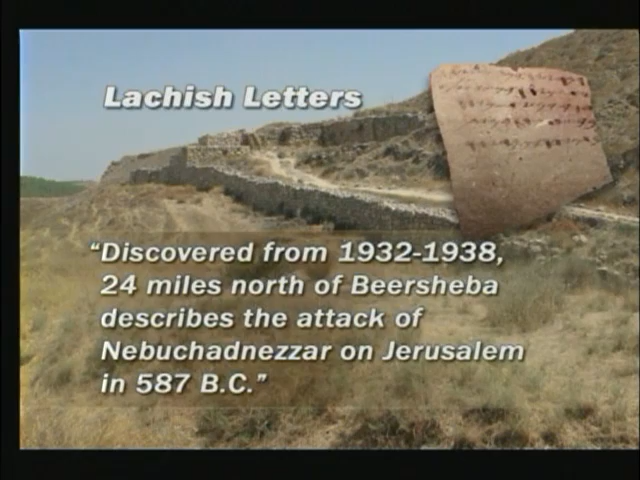 Lachish Letters
“Discovered from 1932-1938,
24 miles north of Beersheba
describes the attack of
Nebuchadnezzar on Jerusalem
in 587 B.C.”